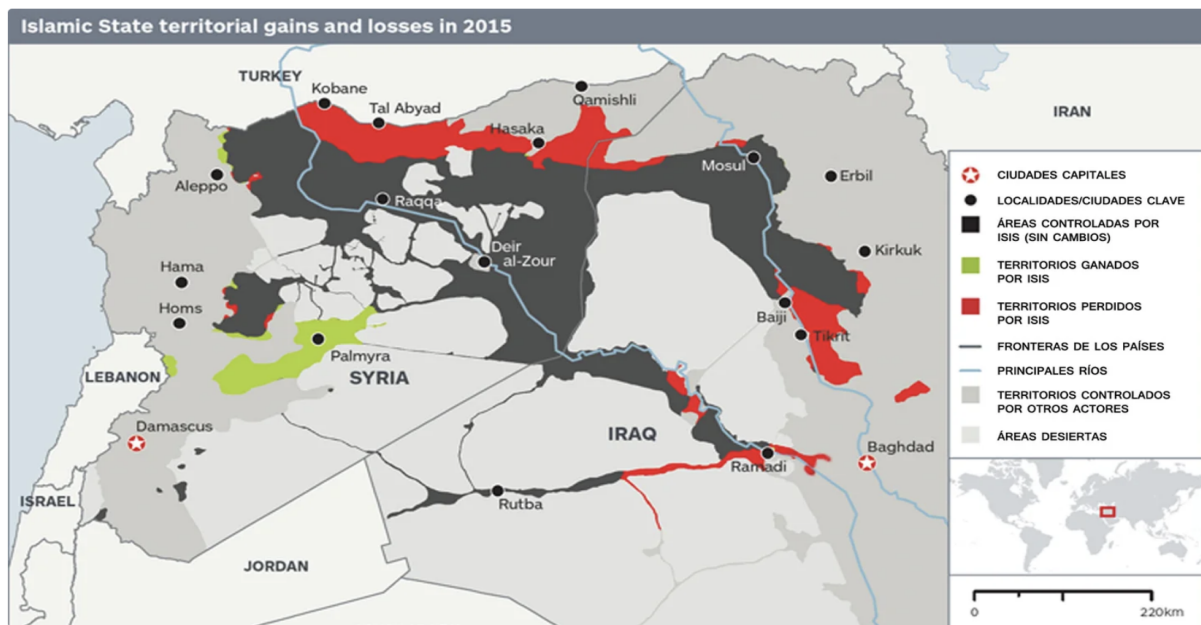 Islamic State territorial gains and losses in 2015
TURKEY
Kobane
Tal Abyad
Qamishli
Hasaka
IRAN
Mosul
Erbil
Aleppo
Raqqa
Kirkuk
Deir
al-Zour
Hama
Homs
Baiji
Tikrit
Palmyra
LEBANON
SYRIA
Damascus
IRAQ
Baghdad
Ramadi
ISRAEL
Rutba
JORDAN
CIUDADES CAPITALES
LOCALIDADES/CIUDADES CLAVE
ÁREAS CONTROLADAS POR
ISIS (SIN CAMBIOS)
TERRITORIOS GANADOS
POR ISIS
TERRITORIOS PERDIDOS
POR ISIS
FRONTERAS DE LOS PAÍSES
PRINCIPALES RÍOS
TERRITORIOS CONTROLADOS
POR OTROS ACTORES
ÁREAS DESIERTAS
0
220km